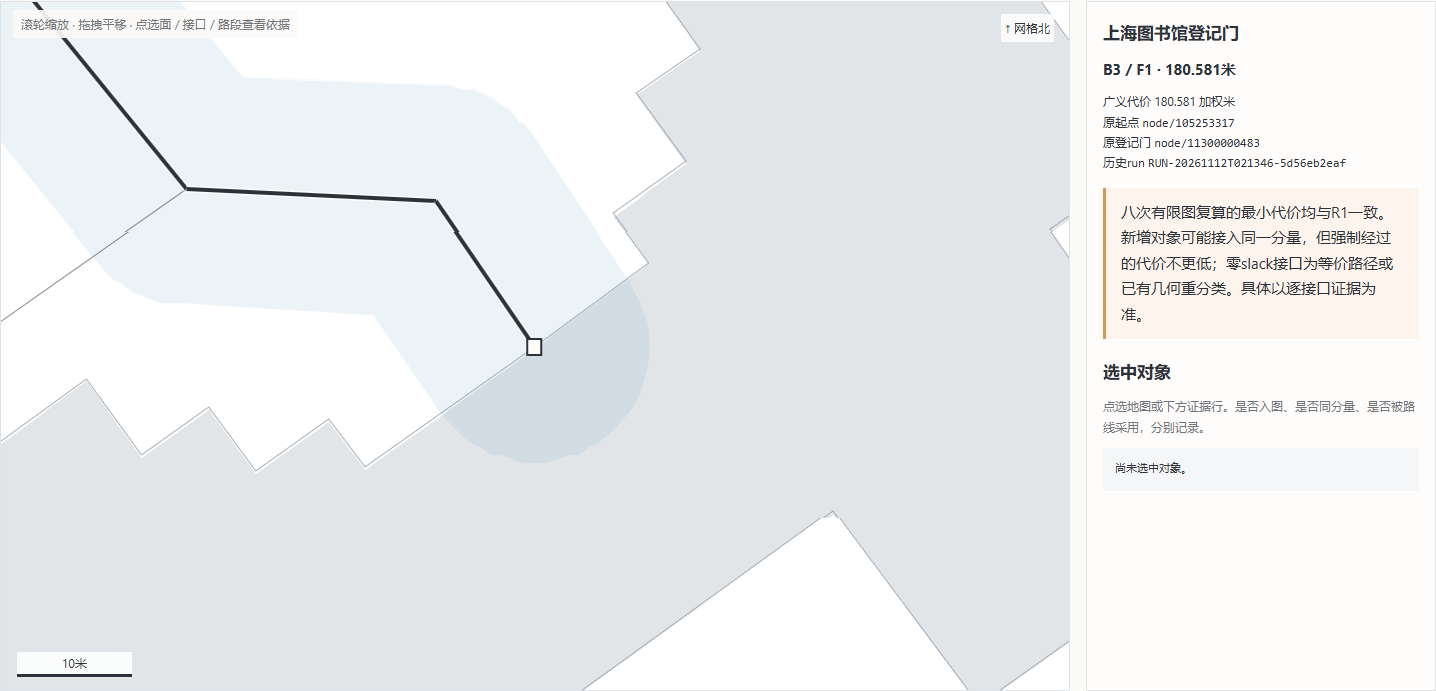 滚轮缩放 · 拖拽平移 · 点选面 / 接口 / 路段查看依据
↑ 网格北
10米
上海图书馆登记门
B3 / F1 · 180.581米
广义代价 180.581 加权米
原起点 node/105253317
原登记门 node/11300000483
历史run RUN-20261112T021346-5d56eb2eaf
八次有限图复算的最小代价均与R1一致。
新增对象可能接入同一分量，但强制经过
的代价不更低；零slack接口为等价路径或
已有几何重分类。具体以逐接口证据为
准。
选中对象
点选地图或下方证据行。是否入图、是否同分量、是否被路
线采用，分别记录。
尚未选中对象。